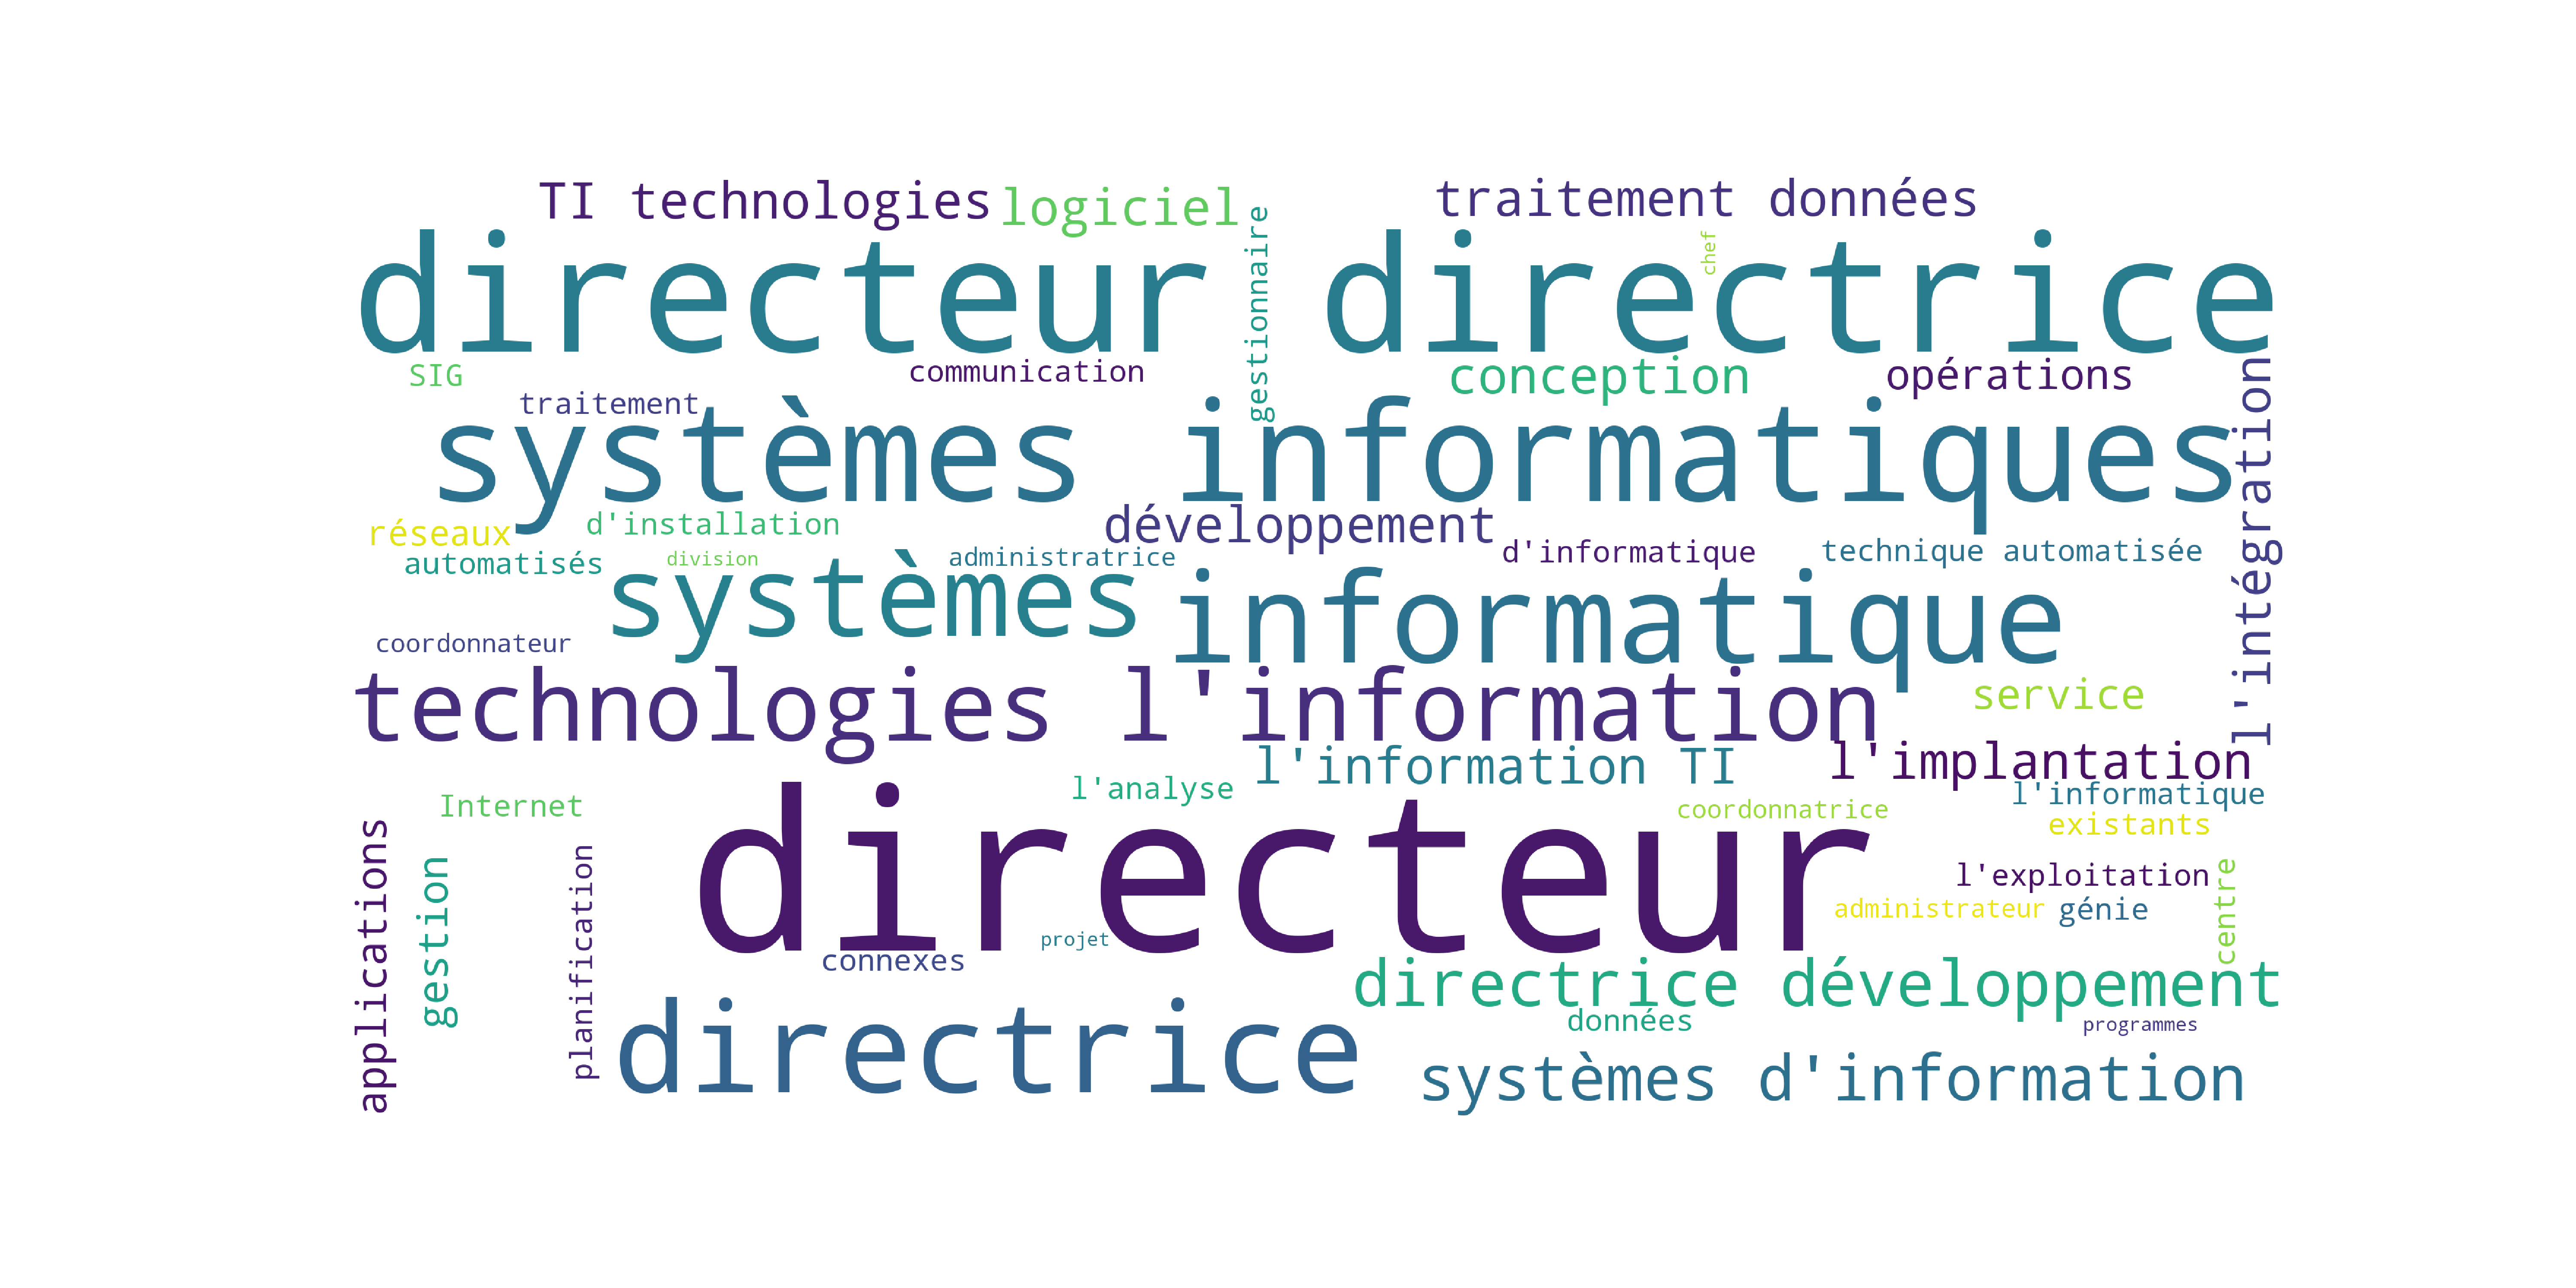 TI technologies
logiciel
traitement données
directeur directrice
gestionnaire
chef
SIG
communication
conception
opérations
traitement
systèmes informatiques
l'intégration
réseaux
d'installation
développement
automatisés
division
administratrice
d'informatique
technique automatisée
systèmes
informatique
coordonnateur
technologies l'information
service
l'information TI
l'implantation
l'analyse
l'informatique
Internet
coordonnatrice
existants
directeur
applications
gestion
planification
l'exploitation
centre
administrateur
génie
projet
connexes
directrice développement
données
programmes
directrice
systèmes d'information